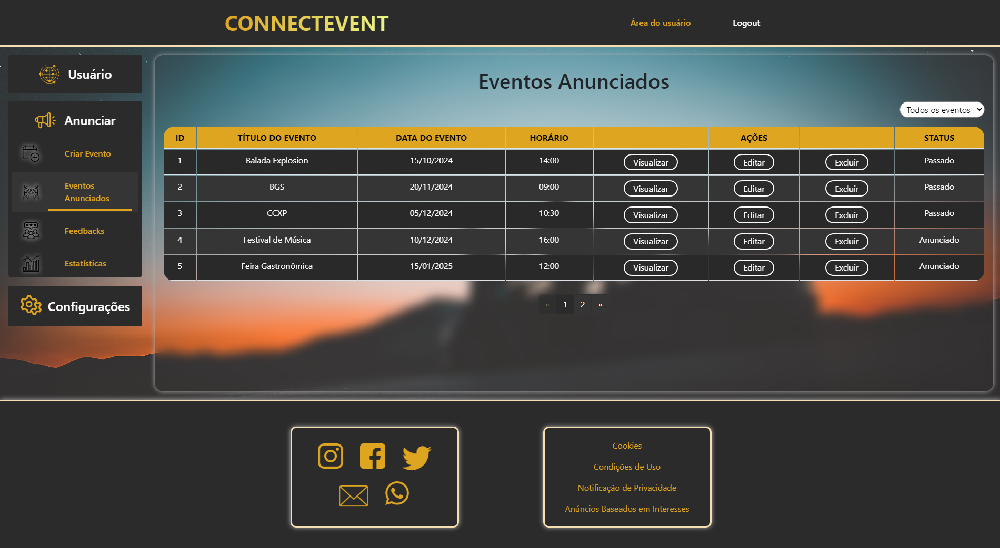 CONNECTEVENT
Área do usuário
Logout
Usuário
Anunciar
Criar Evento
Eventos
Anunciados
Feedbacks
Estatísticas
Configurações
Eventos Anunciados
Todos os eventos
ID TÍTULO DO EVENTO DATA DO EVENTO HORÁRIO AÇÕES STATUS
1 Balada Explosion 15/10/2024 14:00 Visualizar Editar Excluir Passado
2 BGS 20/11/2024 09:00 Visualizar Editar Excluir Passado
3 CCXP 05/12/2024 10:30 Visualizar Editar Excluir Passado
4 Festival de Música 10/12/2024 16:00 Visualizar Editar Excluir Anunciado
5 Feira Gastronômica 15/01/2025 12:00 Visualizar Editar Excluir Anunciado
« 1 2 »
Cookies
Condições de Uso
Notificação de Privacidade
Anúncios Baseados em Interesses